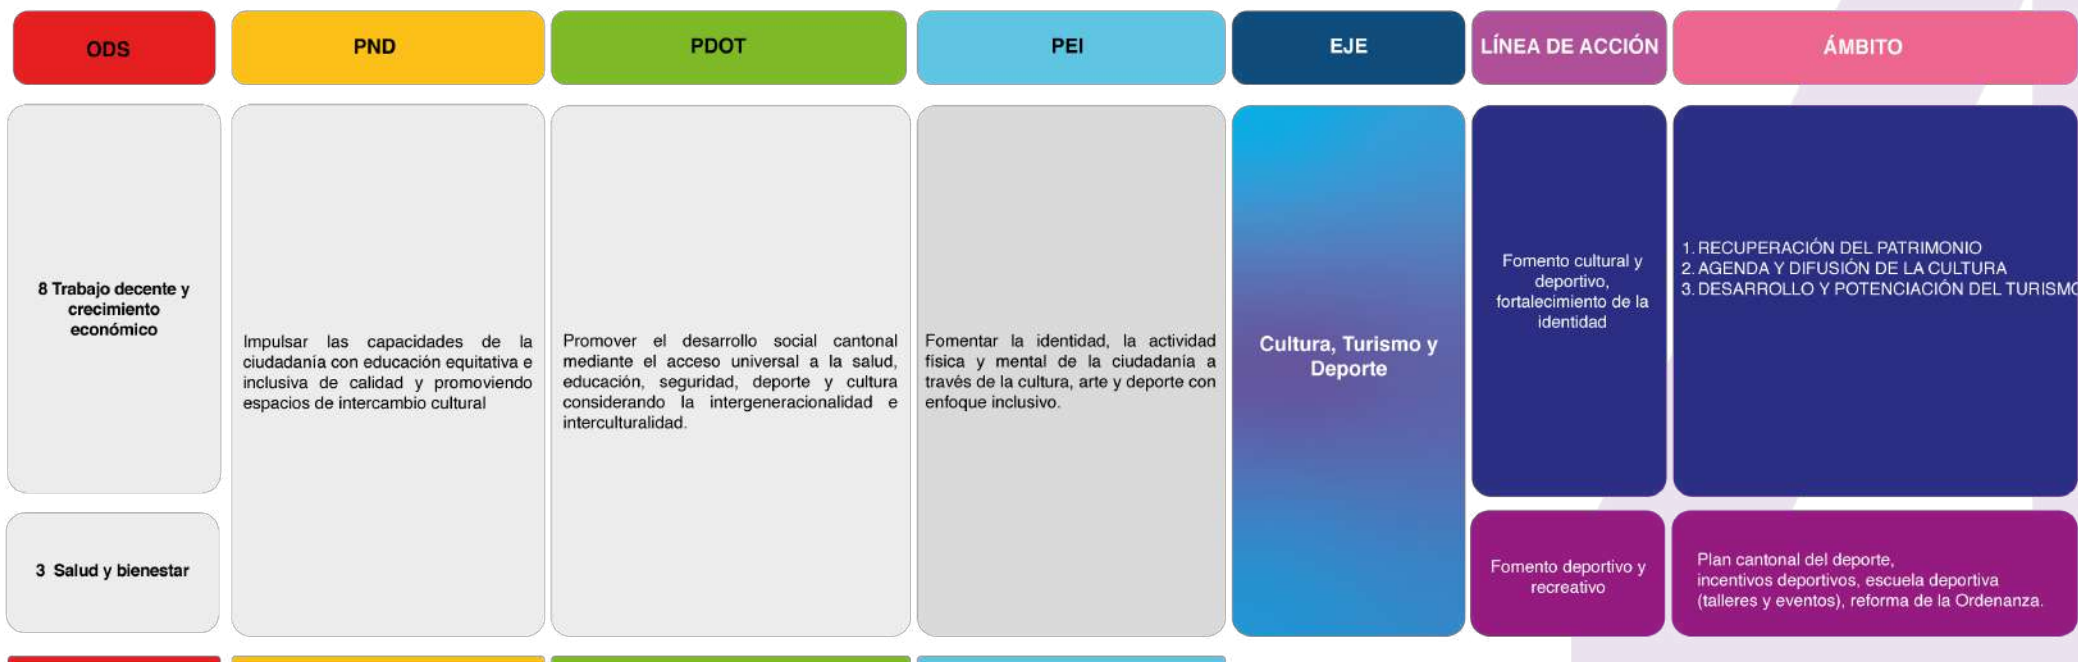 ODS
PND
PDOT
PEI
EJE
LÍNEA DE ACCIÓN
ÁMBITO
8 Trabajo decente y
crecimiento
económico
3 Salud y bienestar
Impulsar las capacidades de la
ciudadanía con educación equitativa e
inclusiva de calidad y promoviendo
espacios de intercambio cultural
Promover el desarrollo social cantonal
mediante el acceso universal a la salud,
educación, seguridad, deporte y cultura
considerando la intergeneracionalidad e
interculturalidad.
Fomentar la identidad, la actividad
física y mental de la ciudadanía a
través de la cultura, arte y deporte con
enfoque inclusivo.
Cultura, Turismo y
Deporte
Fomento cultural y
deportivo,
fortalecimiento de la
identidad
1. RECUPERACIÓN DEL PATRIMONIO
2. AGENDA Y DIFUSIÓN DE LA CULTURA
3. DESARROLLO Y POTENCIACIÓN DEL TURISMO
Fomento deportivo y
recreativo
Plan cantonal del deporte,
incentivos deportivos, escuela deportiva
(talleres y eventos), reforma de la Ordenanza.